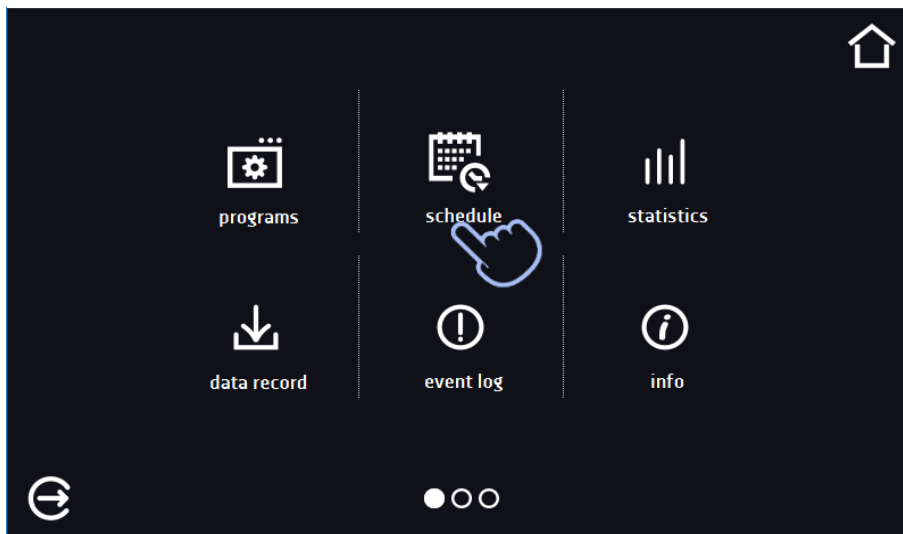 programs
schedule
statistics
data record
event log
info